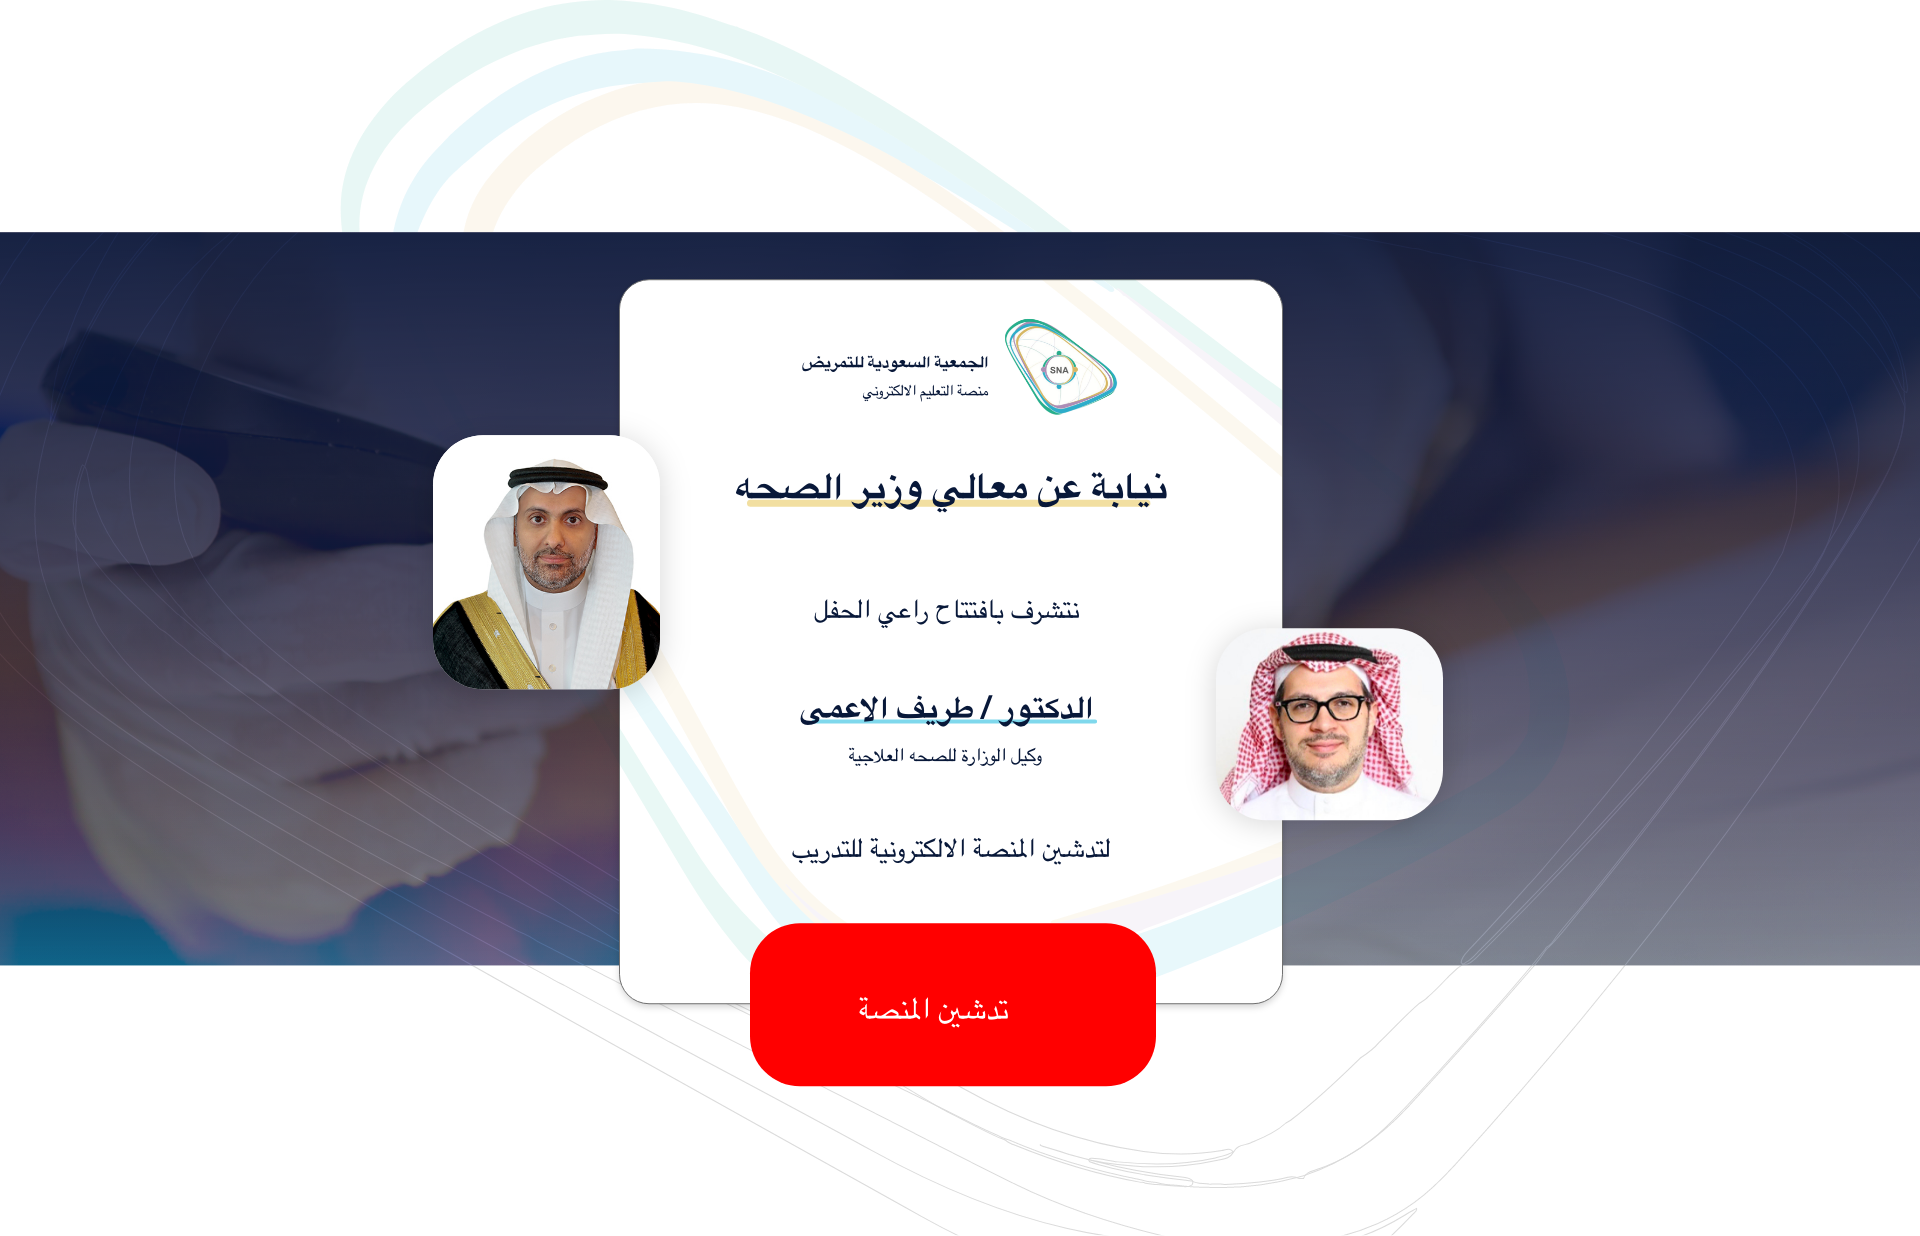 الجمعية السعودية للتمريض
منصة التعليم الالكتروني
SNA
نيابة عن معالي وزير الصحه
نتشرف بافتتاح راعي الحفل
الدكتور / طريف الاعمى
وكيل الوزارة للصحه العلاجية
لتدشين المنصة الالكترونية للتدريب
تدشين المنصة